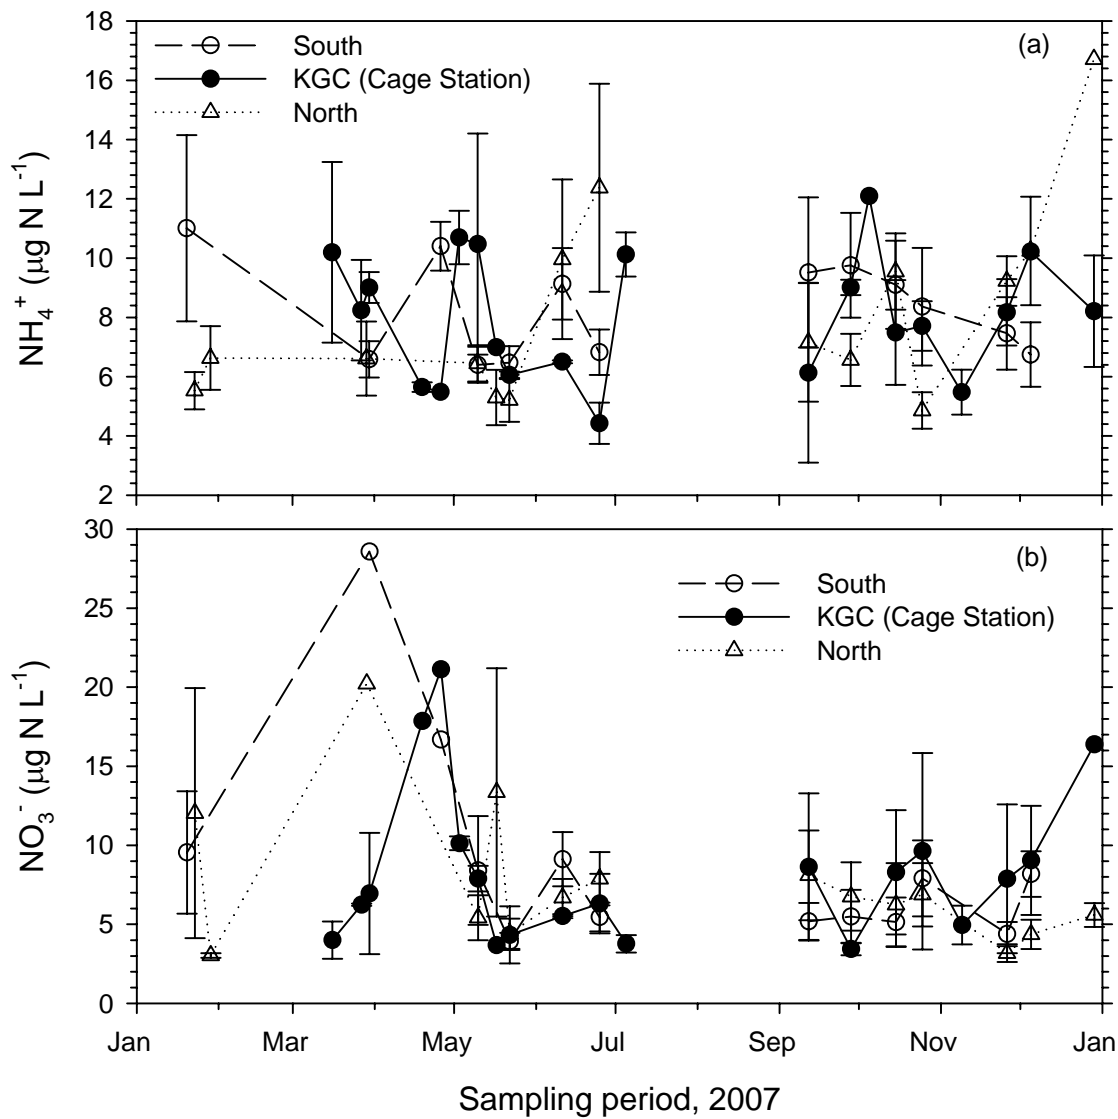 18
16
14
12
10
8
6
4
2
NH₄⁺ (μg N L⁻¹)
South
KGC (Cage Station)
North
(a)
30
25
20
15
10
5
0
NO₃⁻ (μg N L⁻¹)
(b)
South
KGC (Cage Station)
North
Jan Mar May Jul Sep Nov Jan
Sampling period, 2007